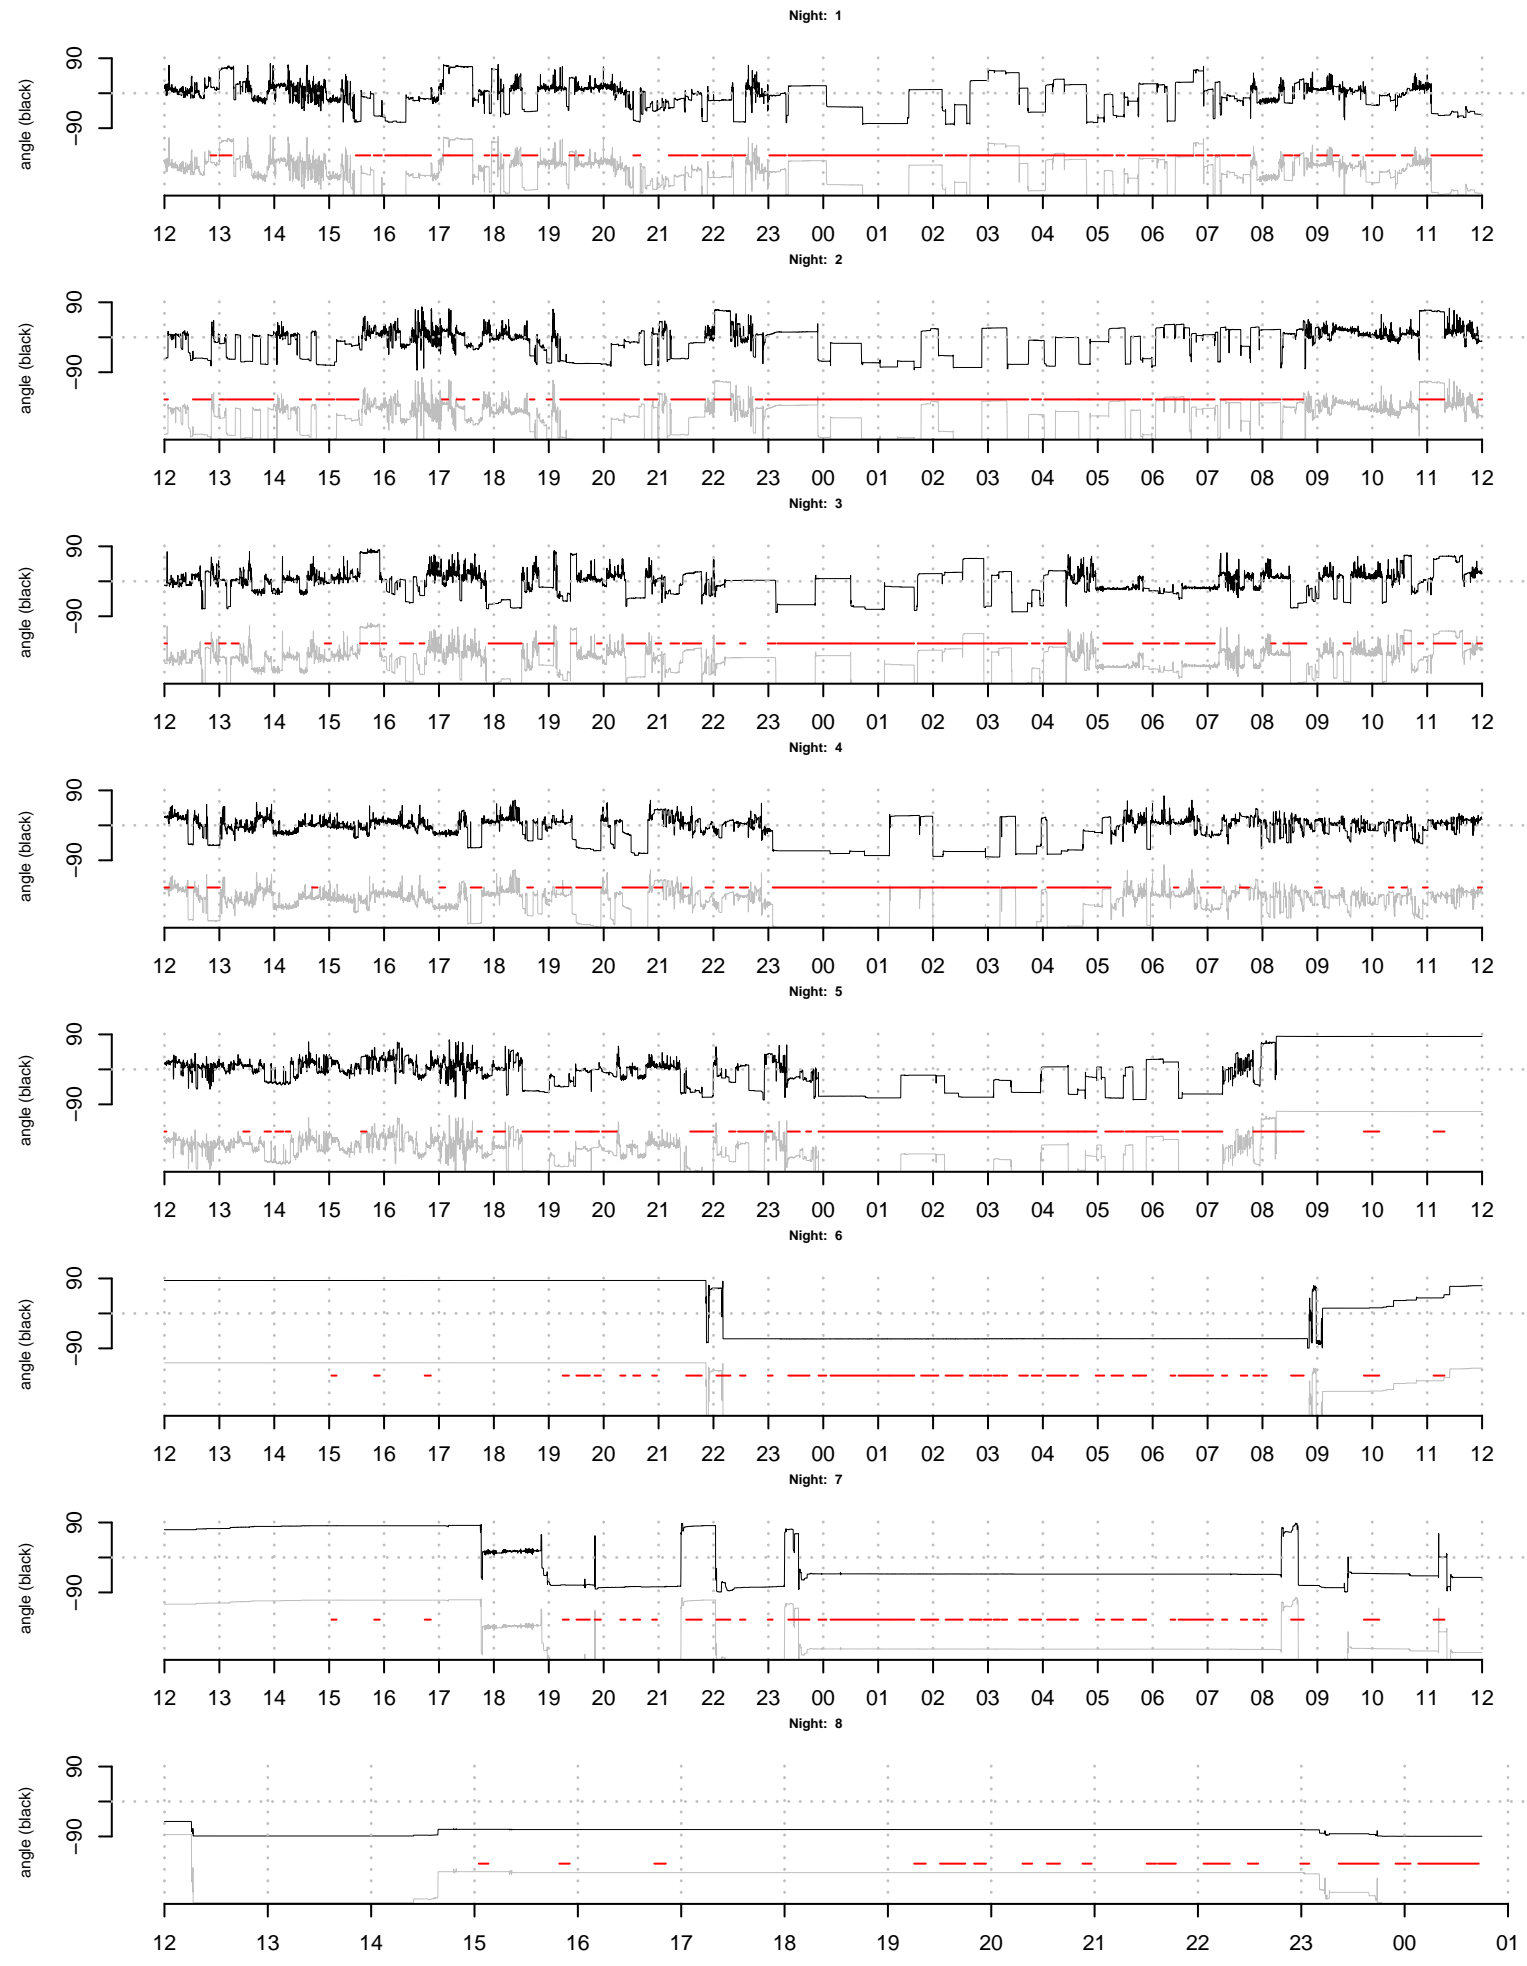 Night: 1
angle (black)
90
-90
12 13 14 15 16 17 18 19 20 21 22 23 00 01 02 03 04 05 06 07 08 09 10 11 12
Night: 2
angle (black)
90
-90
12 13 14 15 16 17 18 19 20 21 22 23 00 01 02 03 04 05 06 07 08 09 10 11 12
Night: 3
angle (black)
90
-90
12 13 14 15 16 17 18 19 20 21 22 23 00 01 02 03 04 05 06 07 08 09 10 11 12
Night: 4
angle (black)
90
-90
12 13 14 15 16 17 18 19 20 21 22 23 00 01 02 03 04 05 06 07 08 09 10 11 12
Night: 5
angle (black)
90
-90
12 13 14 15 16 17 18 19 20 21 22 23 00 01 02 03 04 05 06 07 08 09 10 11 12
Night: 6
angle (black)
90
-90
12 13 14 15 16 17 18 19 20 21 22 23 00 01 02 03 04 05 06 07 08 09 10 11 12
Night: 7
angle (black)
90
-90
12 13 14 15 16 17 18 19 20 21 22 23 00 01 02 03 04 05 06 07 08 09 10 11 12
Night: 8
angle (black)
90
-90
12 13 14 15 16 17 18 19 20 21 22 23 00 01